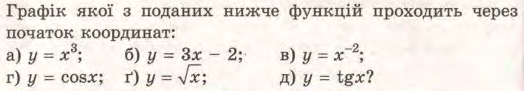 Графік якої з поданих нижче функцій проходить через
початок координат:
а) y = x³; б) y = 3x − 2; в) y = x⁻²;
г) y = cosx; ґ) y = √x; д) y = tgx?